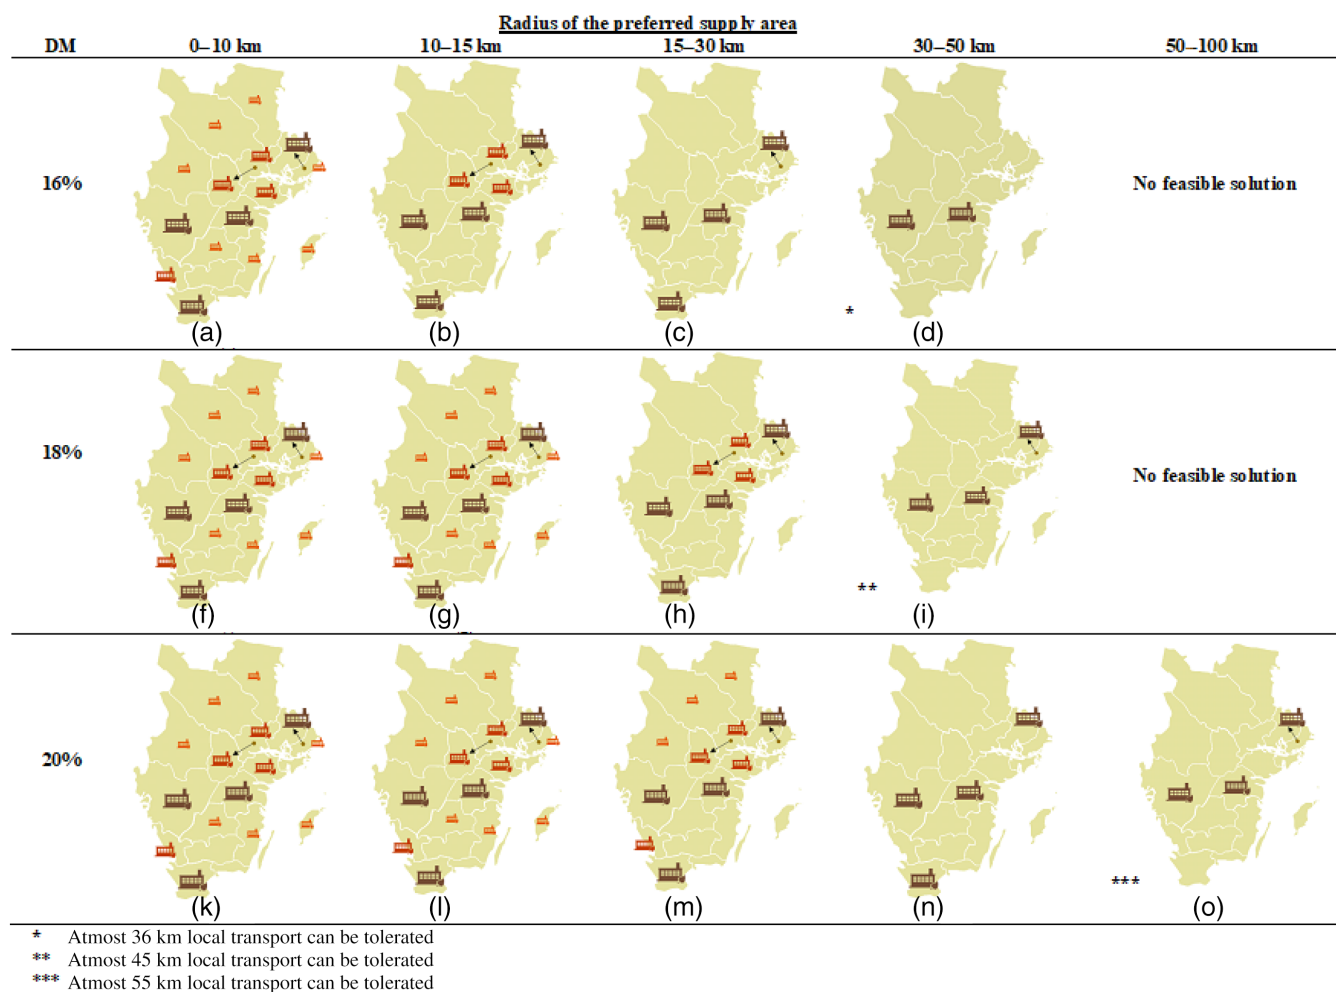 Radius of the preferred supply area
DM 0–10 km 10–15 km 15–30 km 30–50 km 50–100 km
16% No feasible solution
*
(a) (b) (c) (d)
18% No feasible solution
**
(f) (g) (h) (i)
20%
***
(k) (l) (m) (n) (o)
* Atmost 36 km local transport can be tolerated
** Atmost 45 km local transport can be tolerated
*** Atmost 55 km local transport can be tolerated